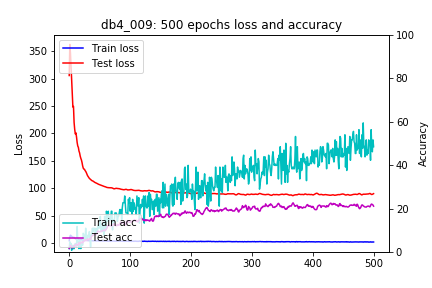 db4_009: 500 epochs loss and accuracy
Train loss
Test loss
Train acc
Test acc
Loss
350
300
250
200
150
100
50
0
Accuracy
100
80
60
40
20
0
0
100
200
300
400
500